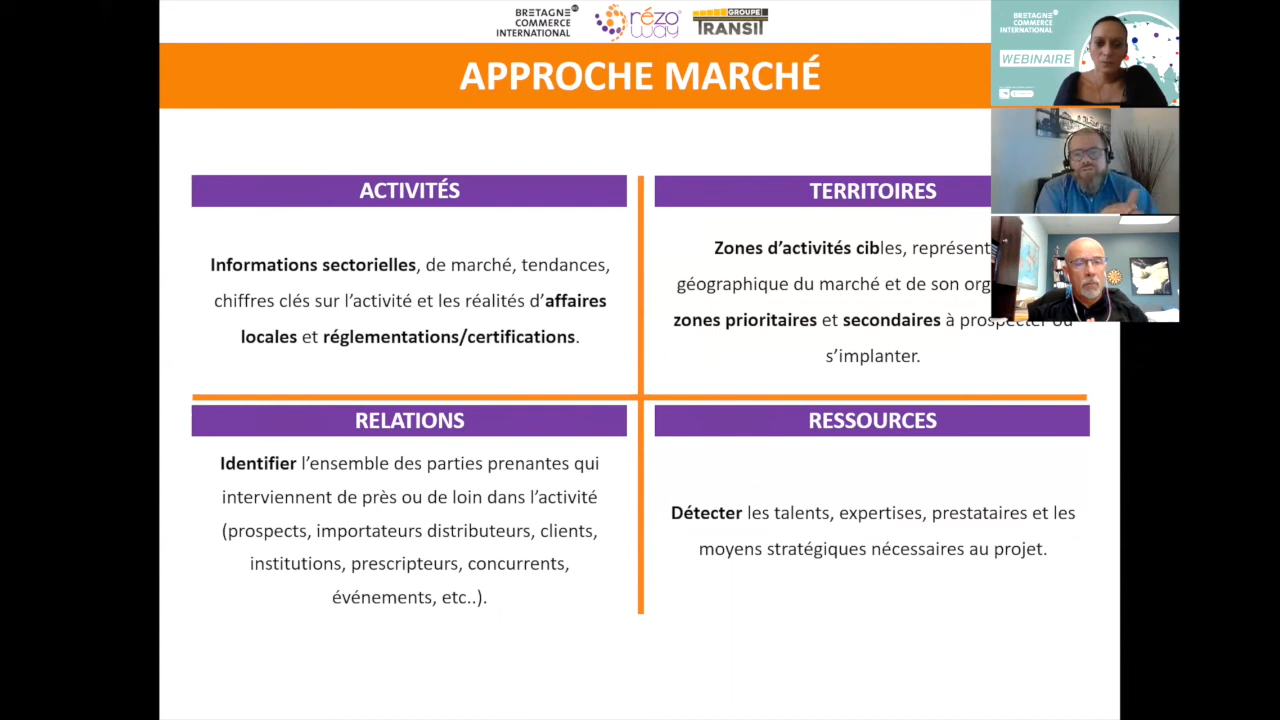 BRETAGNE
COMMERCE
INTERNATIONAL
rézo
way
GROUPE
TRANSIT
BRETAGNE
COMMERCE
INTERNATIONAL
WEBINAIRE
APPROCHE MARCHÉ
ACTIVITÉS
Informations sectorielles, de marché, tendances,
chiffres clés sur l’activité et les réalités d’affaires
locales et réglementations/certifications.
TERRITOIRES
Zones d’activités cibles,
géographique du marché et de son
zones prioritaires et secondaires à prospecter ou
s’implanter.
RELATIONS
Identifier l’ensemble des parties prenantes qui
interviennent de près ou de loin dans l’activité
(prospects, importateurs distributeurs, clients,
institutions, prescripteurs, concurrents,
événements, etc..).
RESSOURCES
Détecter les talents, expertises, prestataires et les
moyens stratégiques nécessaires au projet.